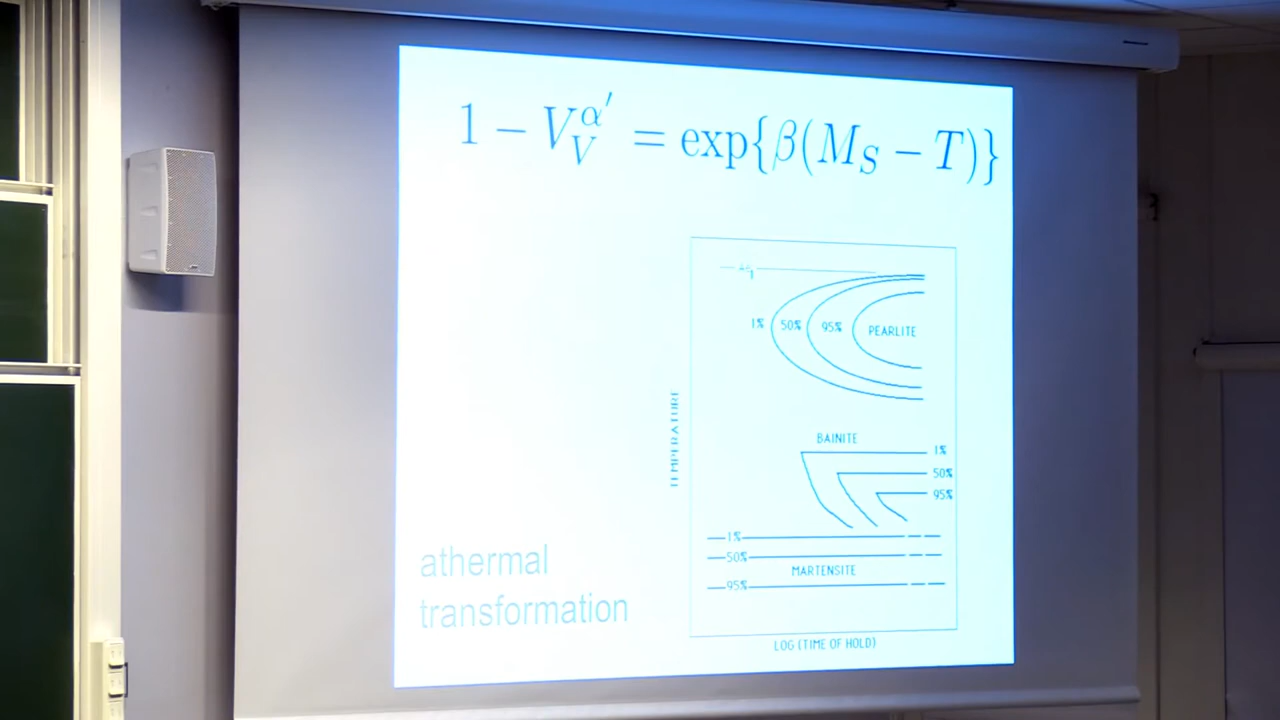 1 − V_V^{α′} = exp{β(M_S − T)}
1% 50% 95% PEARLITE
TEMPERATURE
BAINITE
1%
50%
95%
1%
50%
MARTENSITE
95%
athermal
transformation
LOG (TIME OF HOLD)